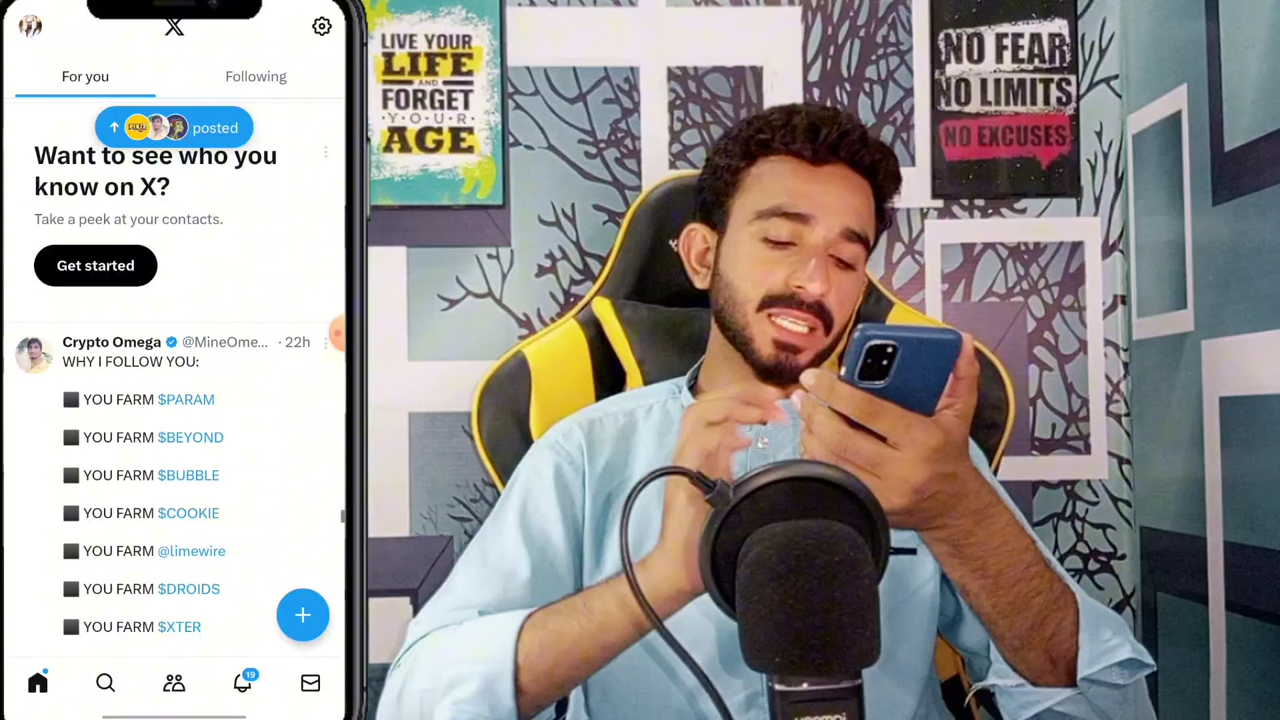 For you
Following
posted
Want to see who you
know on X?
Take a peek at your contacts.
Get started
Crypto Omega @MineOme... · 22h
WHY I FOLLOW YOU:
YOU FARM $PARAM
YOU FARM $BEYOND
YOU FARM $BUBBLE
YOU FARM $COOKIE
YOU FARM @limewire
YOU FARM $DROIDS
YOU FARM $XTER
19
LIVE YOUR
LIFE
AND
FORGET
YOUR
AGE
NO FEAR
NO LIMITS
NO EXCUSES